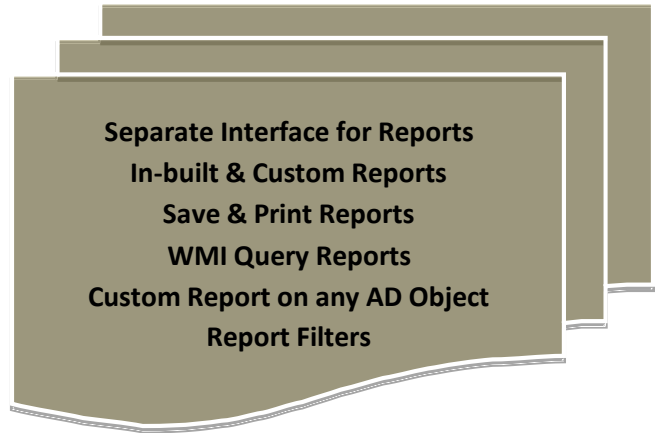 Separate Interface for Reports
In-built & Custom Reports
Save & Print Reports
WMI Query Reports
Custom Report on any AD Object
Report Filters